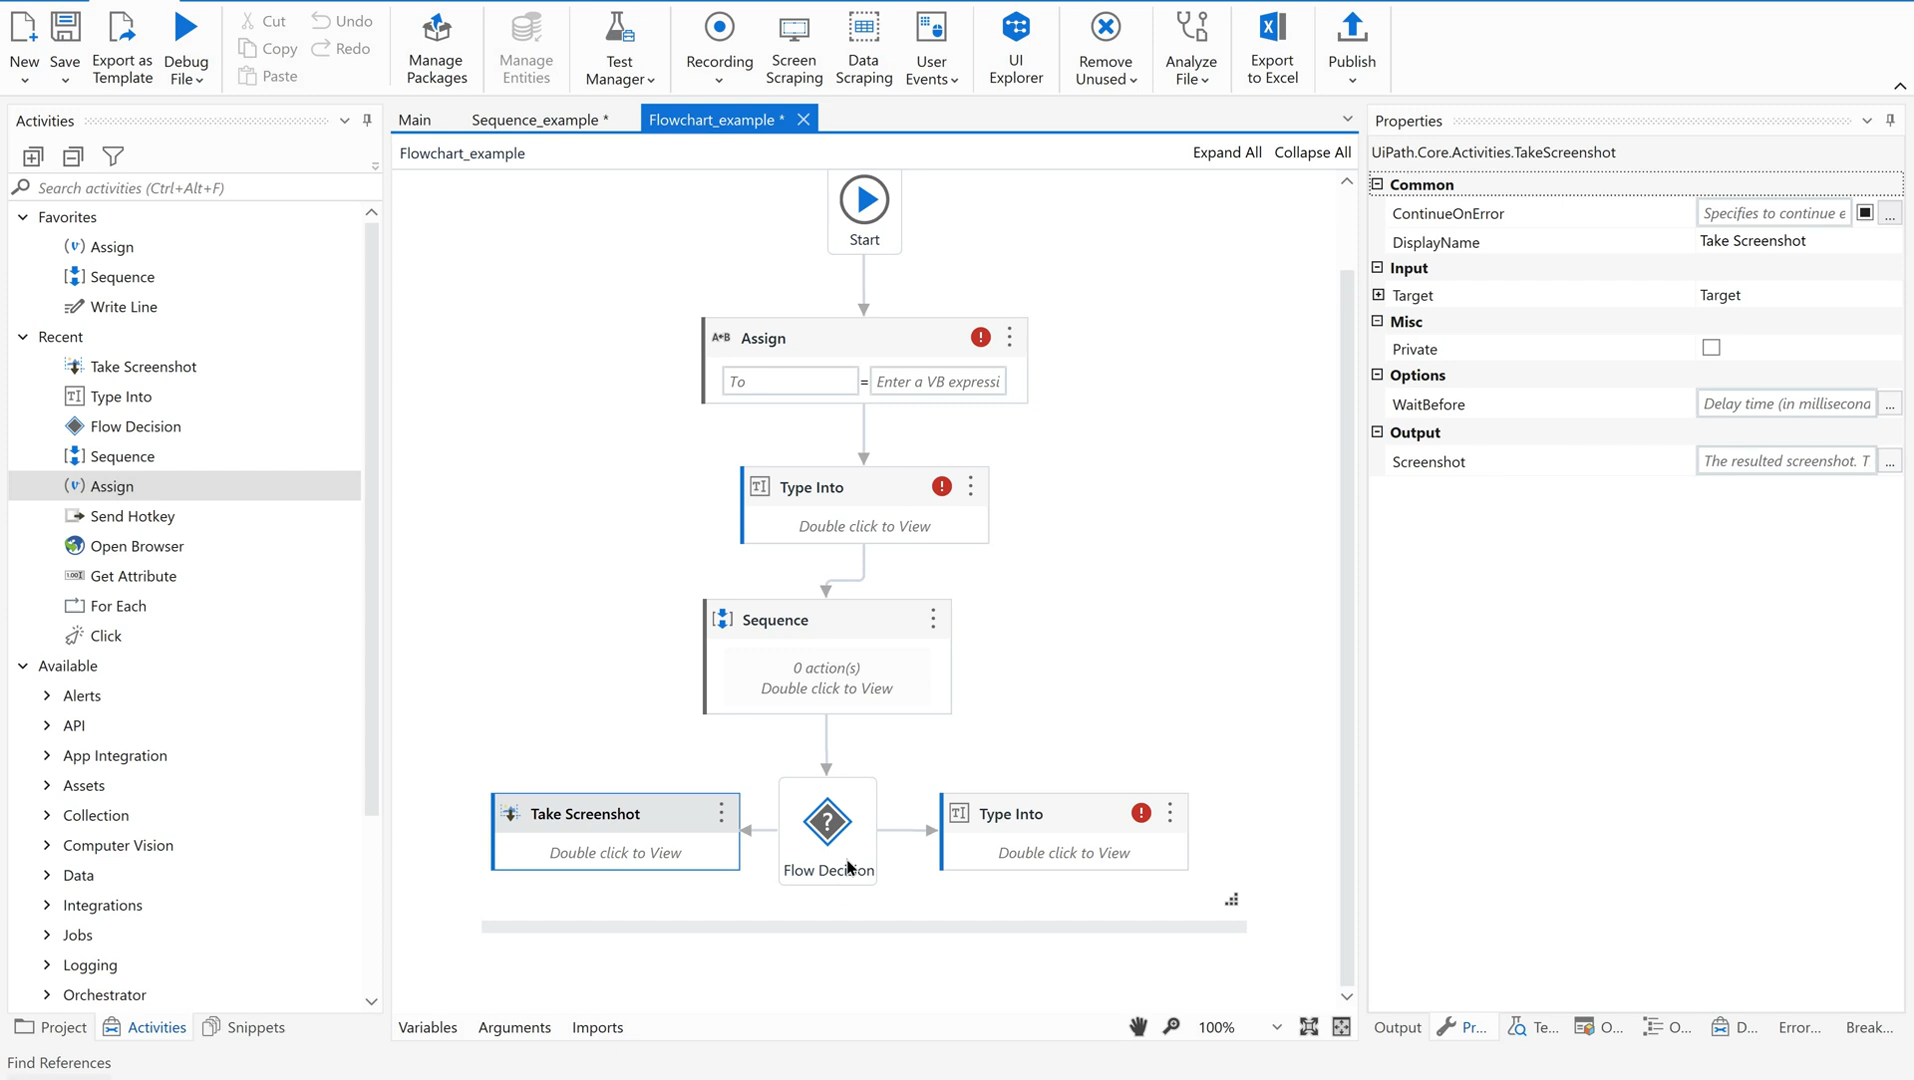 New
Save
Export as
Template
Debug
File
Cut
Copy
Paste
Undo
Redo
Manage
Packages
Manage
Entities
Test
Manager
Recording
Screen
Scraping
Data
Scraping
User
Events
UI
Explorer
Remove
Unused
Analyze
File
Export
to Excel
Publish
Activities
Search activities (Ctrl+Alt+F)
Favorites
Assign
Sequence
Write Line
Recent
Take Screenshot
Type Into
Flow Decision
Sequence
Assign
Send Hotkey
Open Browser
Get Attribute
For Each
Click
Available
Alerts
API
App Integration
Assets
Collection
Computer Vision
Data
Integrations
Jobs
Logging
Orchestrator
Project
Activities
Snippets
Find References
Main
Sequence_example *
Flowchart_example *
Flowchart_example
Expand All
Collapse All
Start
A+B Assign
To = Enter a VB expressi
Type Into
Double click to View
Sequence
0 action(s)
Double click to View
Take Screenshot
Double click to View
Flow Decision
Type Into
Double click to View
Variables
Arguments
Imports
100%
Properties
UiPath.Core.Activities.TakeScreenshot
Common
ContinueOnError Specifies to continue e ...
DisplayName Take Screenshot
Input
Target Target
Misc
Private
Options
WaitBefore Delay time (in millisecona ...
Output
Screenshot The resulted screenshot. T ...
Output
Pr...
Te...
O...
O...
D...
Error...
Break...